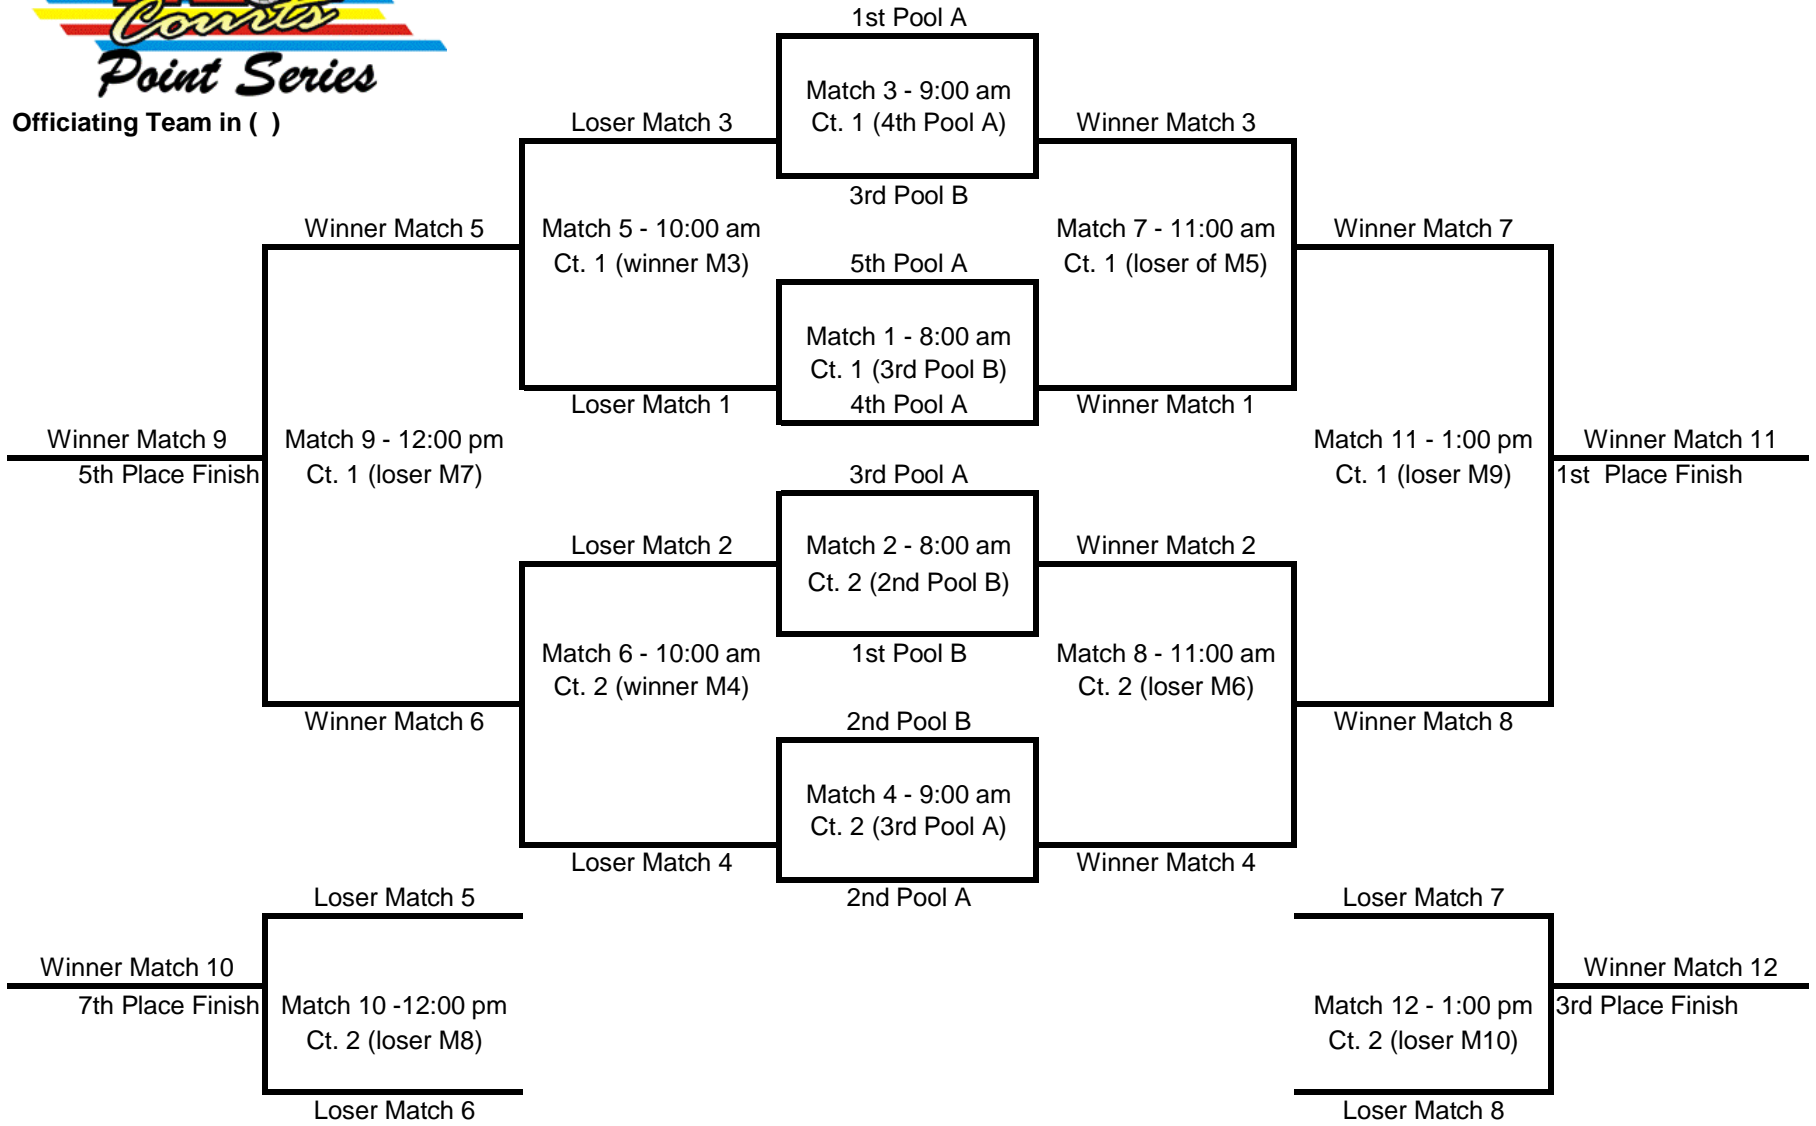 Courts
Point Series
Officiating Team in (  )
1st Pool A
Match 3 - 9:00 am
Ct. 1 (4th Pool A)
Loser Match 3
Winner Match 3
3rd Pool B
Winner Match 5
Match 5 - 10:00 am
Ct. 1 (winner M3)
Match 7 - 11:00 am
Ct. 1 (loser of M5)
Winner Match 7
5th Pool A
Match 1 - 8:00 am
Ct. 1 (3rd Pool B)
Loser Match 1
4th Pool A
Winner Match 1
Winner Match 9
5th Place Finish
Match 9 - 12:00 pm
Ct. 1 (loser M7)
Match 11 - 1:00 pm
Ct. 1 (loser M9)
Winner Match 11
1st  Place Finish
3rd Pool A
Loser Match 2
Match 2 - 8:00 am
Ct. 2 (2nd Pool B)
Winner Match 2
1st Pool B
Match 6 - 10:00 am
Ct. 2 (winner M4)
Match 8 - 11:00 am
Ct. 2 (loser M6)
Winner Match 6
2nd Pool B
Winner Match 8
Match 4 - 9:00 am
Ct. 2 (3rd Pool A)
Loser Match 4
Winner Match 4
2nd Pool A
Loser Match 5
Loser Match 7
Winner Match 10
7th Place Finish
Match 10 -12:00 pm
Ct. 2 (loser M8)
Match 12 - 1:00 pm
Ct. 2 (loser M10)
Winner Match 12
3rd Place Finish
Loser Match 6
Loser Match 8